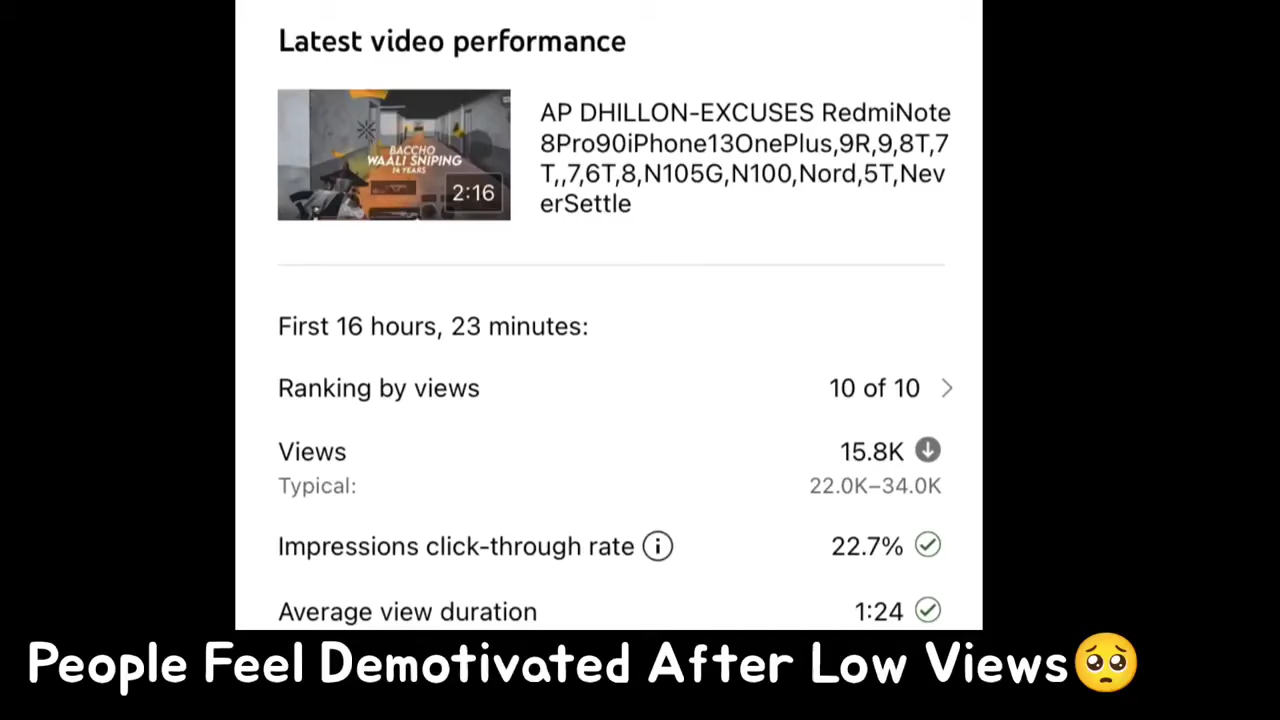 Latest video performance
BACCHO
WAALI SNIPING
14 YEARS
2:16
AP DHILLON-EXCUSES RedmiNote
8Pro90iPhone13OnePlus,9R,9,8T,7
T,,7,6T,8,N105G,N100,Nord,5T,Nev
erSettle
First 16 hours, 23 minutes:
Ranking by views 10 of 10
Views 15.8K
Typical: 22.0K–34.0K
Impressions click-through rate 22.7%
Average view duration 1:24
People Feel Demotivated After Low Views🥺